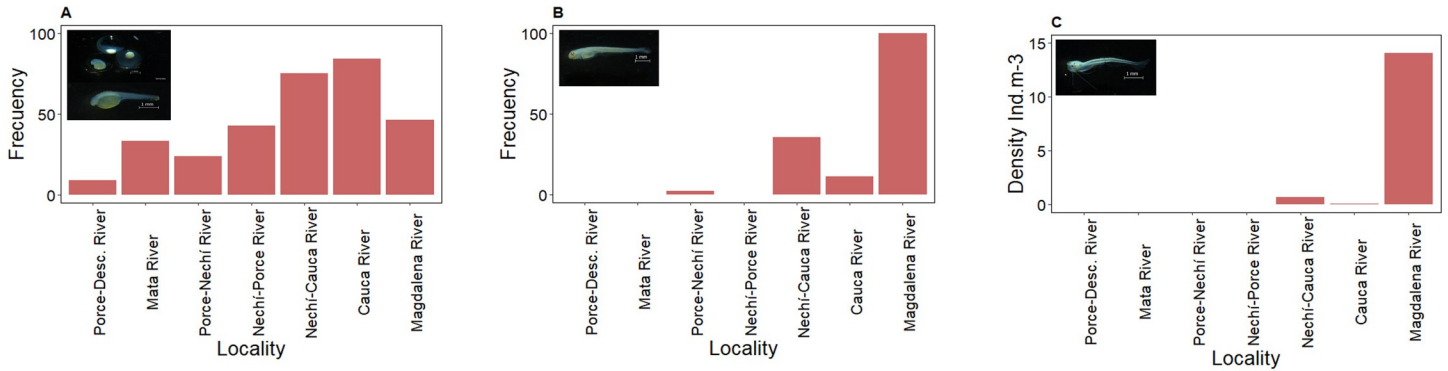 A
Frecuency
100
50
0
1 mm
Porce-Desc. River
Mata River
Porce-Nechí River
Nechí-Porce River
Nechí-Cauca River
Cauca River
Magdalena River
Locality
B
Frecuency
100
50
0
1 mm
Porce-Desc. River
Mata River
Porce-Nechí River
Nechí-Porce River
Nechí-Cauca River
Cauca River
Magdalena River
Locality
C
Density Ind.m-3
15
10
5
0
1 mm
Porce-Desc. River
Mata River
Porce-Nechí River
Nechí-Porce River
Nechí-Cauca River
Cauca River
Magdalena River
Locality